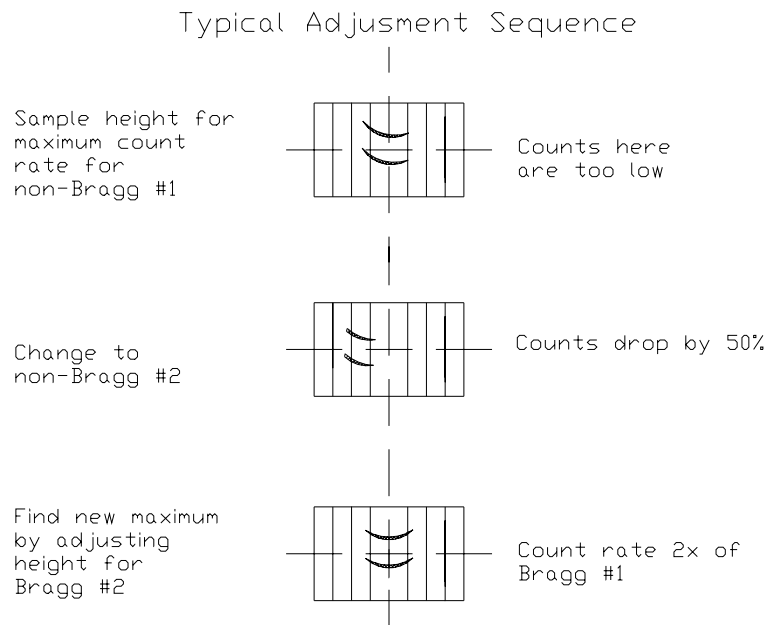 Typical Adjusment Sequence
Sample height for
maximum count
rate for
non-Bragg #1
Counts here
are too low
Change to
non-Bragg #2
Counts drop by 50%
Find new maximum
by adjusting
height for
Bragg #2
Count rate 2x of
Bragg #1